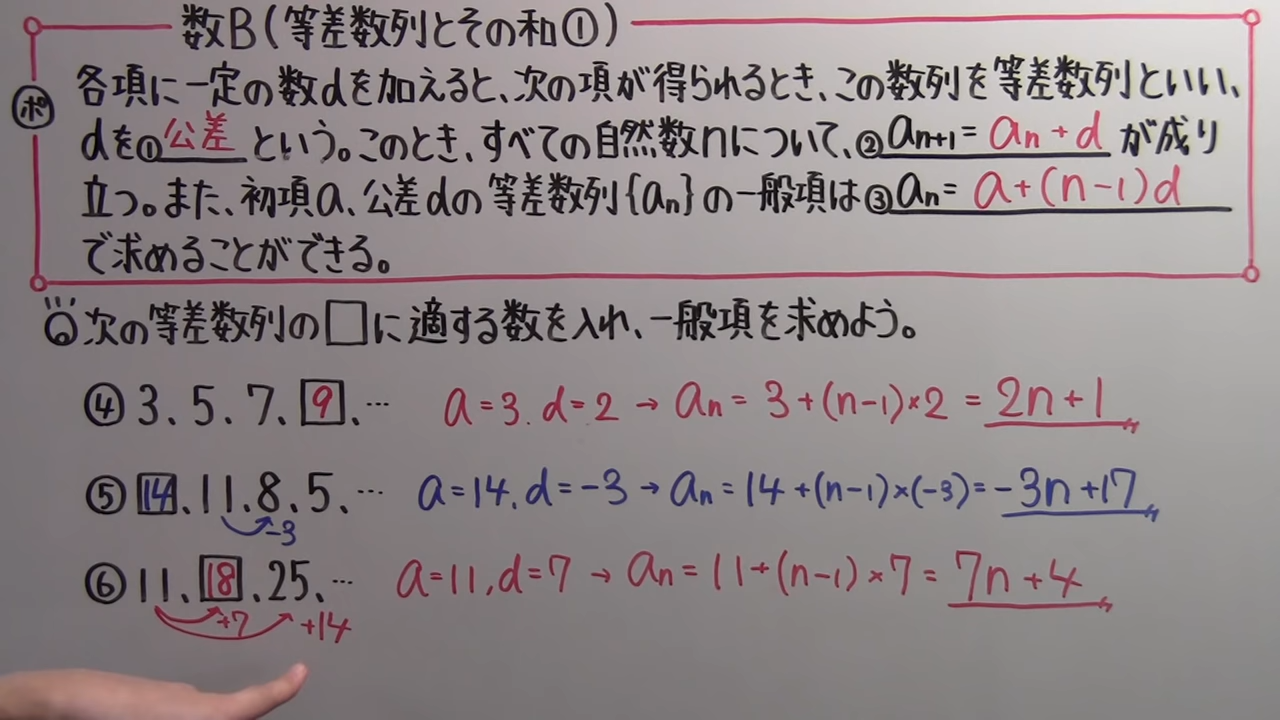 数B(等差数列とその和①)
ポ 各項に一定の数dを加えると、次の項が得られるとき、この数列を等差数列といい、
dを①公差という。このとき、すべての自然数nについて、②aₙ₊₁=aₙ+dが成り
立つ。また、初項a、公差dの等差数列{aₙ}の一般項は③aₙ=a+(n-1)d
で求めることができる。
次の等差数列の□に適する数を入れ、一般項を求めよう。
④ 3、5、7、9、… a=3、d=2→aₙ=3+(n-1)×2=2n+1
⑤ 14、11、8、5、… a=14、d=-3→aₙ=14+(n-1)×(-3)=-3n+17
-3
⑥ 11、18、25、… a=11、d=7→aₙ=11+(n-1)×7=7n+4
+7 +14